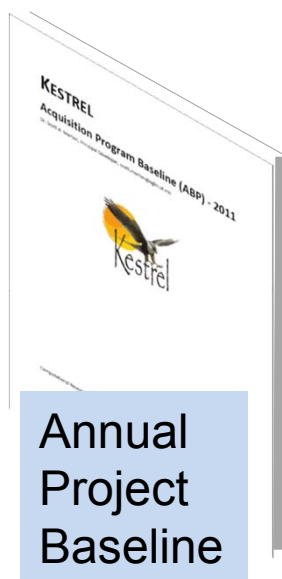 KESTREL
Acquisition Program Baseline (ABP) - 2011
Kestrel
Annual
Project
Baseline